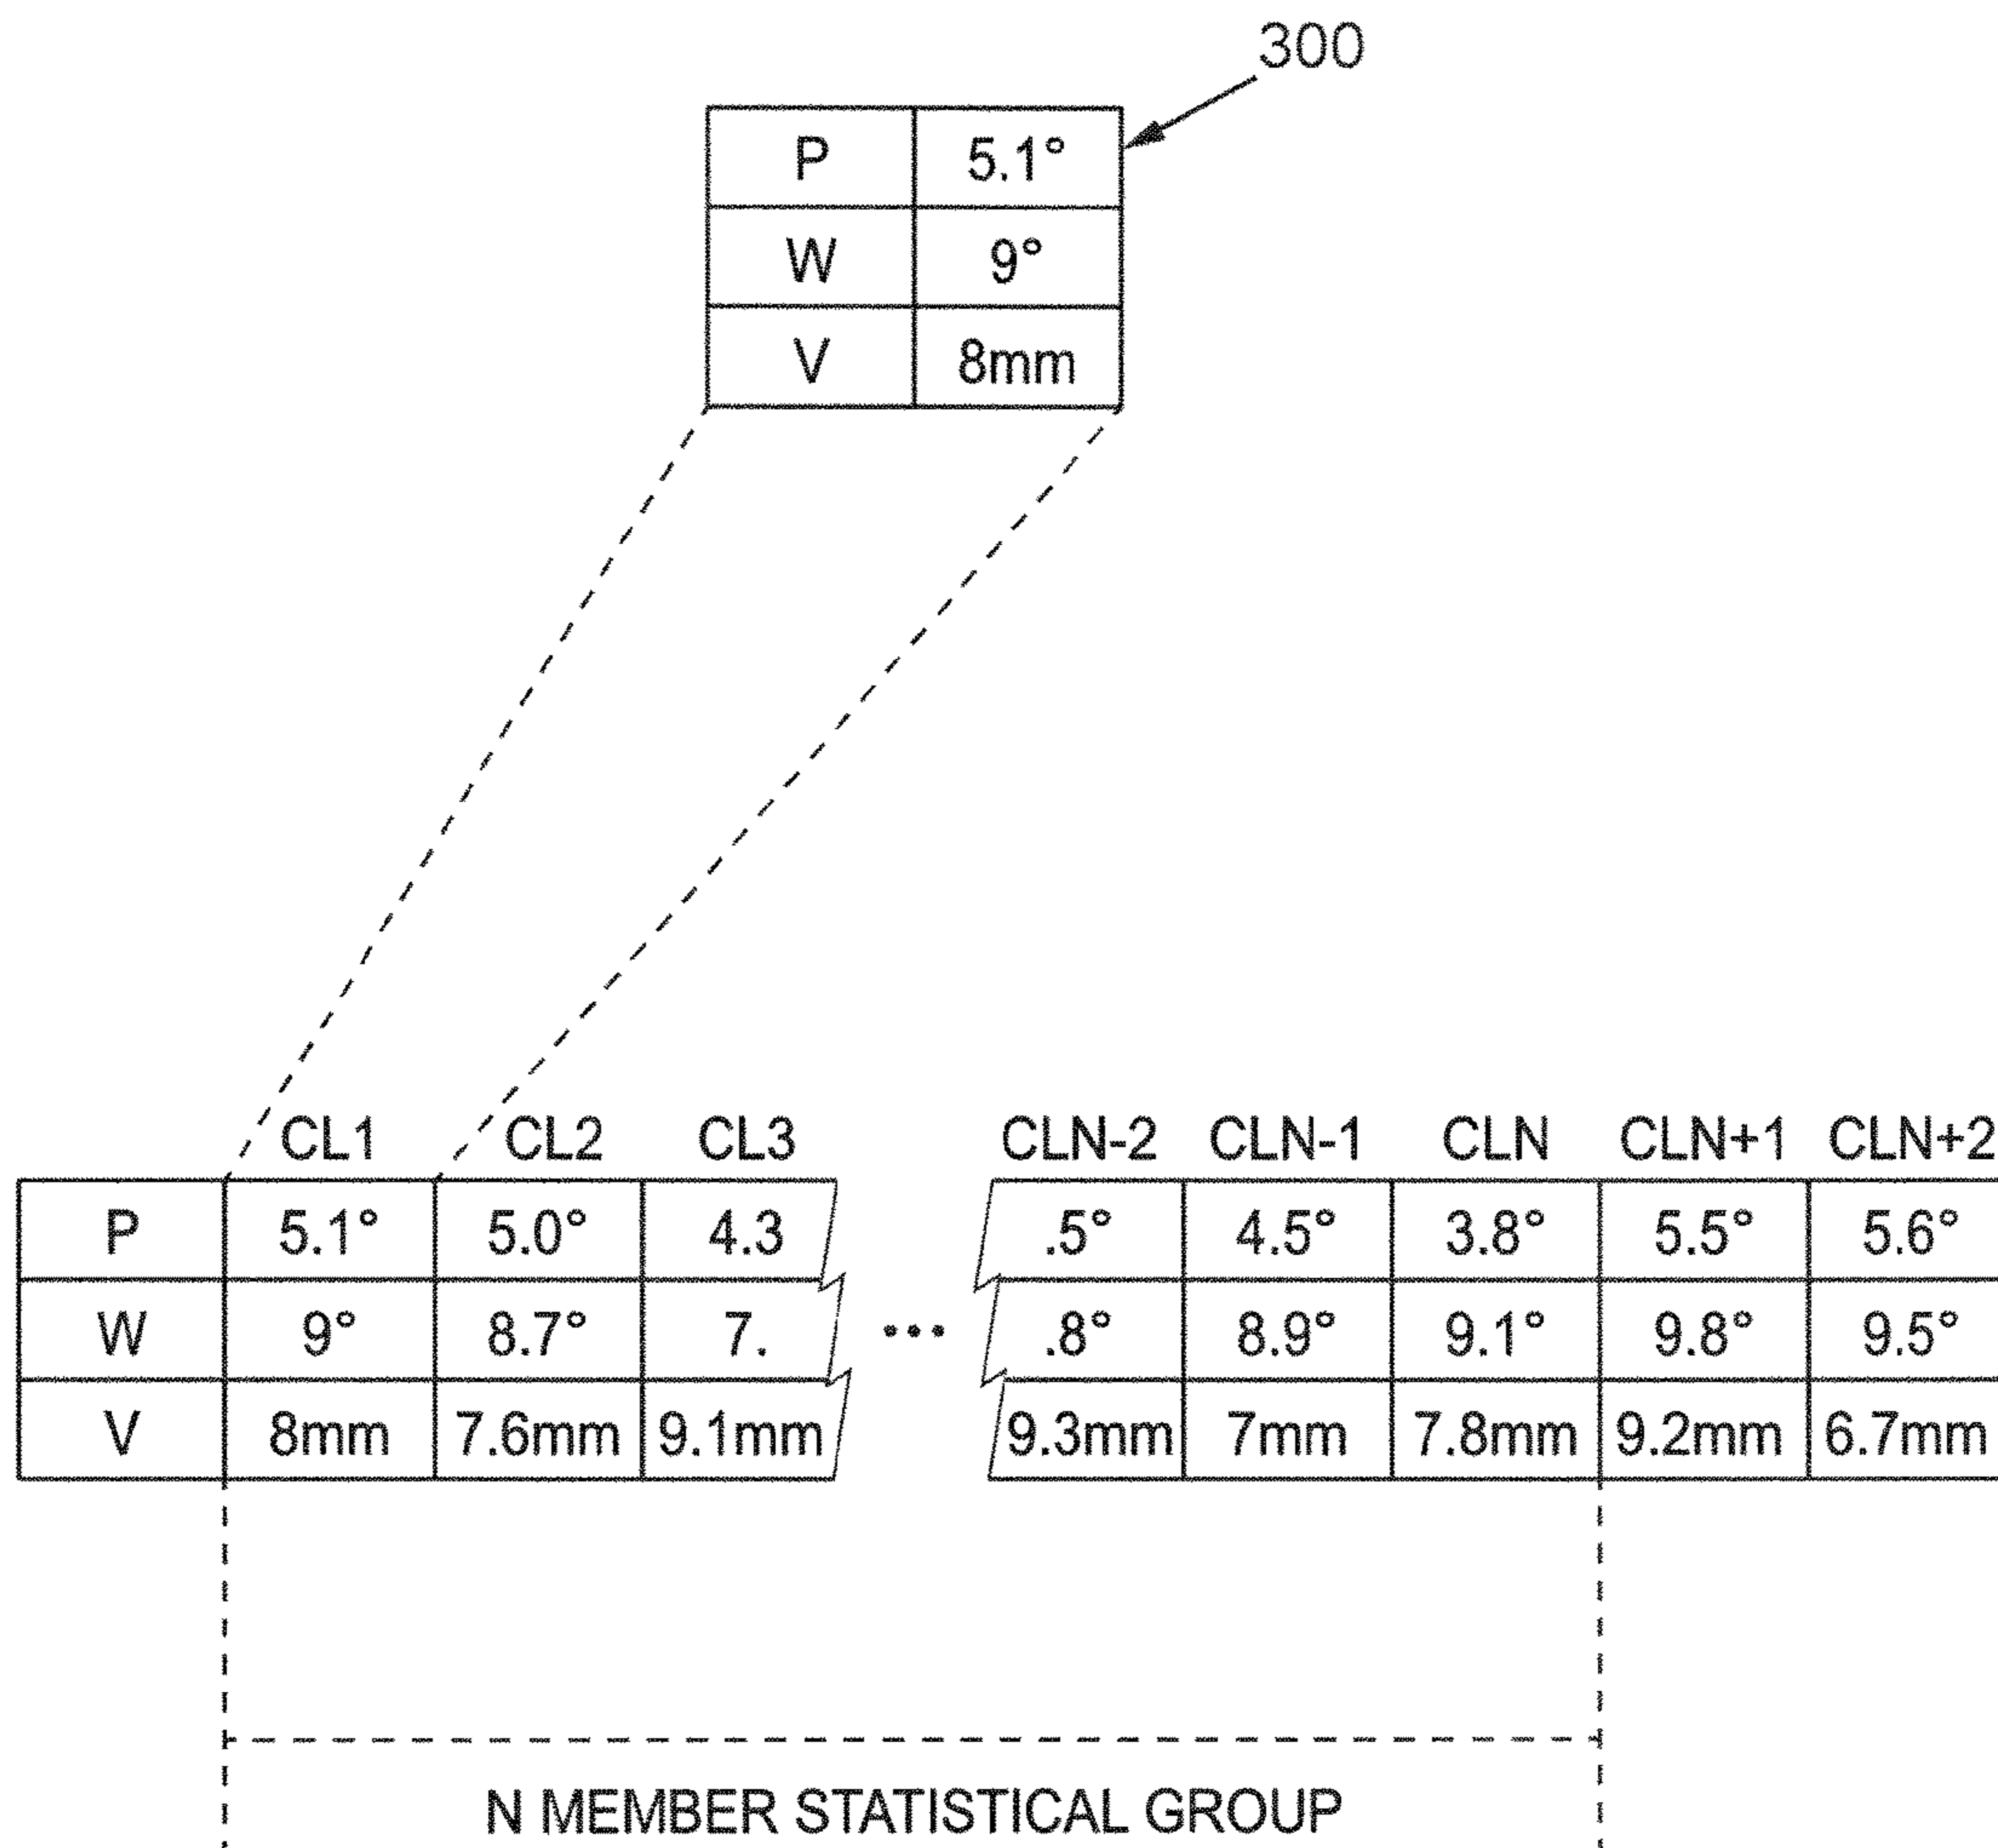 300
P 5.1°
W 9°
V 8mm
CL1 CL2 CL3 CLN-2 CLN-1 CLN CLN+1 CLN+2
P 5.1° 5.0° 4.3 .5° 4.5° 3.8° 5.5° 5.6°
W 9° 8.7° 7. ... .8° 8.9° 9.1° 9.8° 9.5°
V 8mm 7.6mm 9.1mm 9.3mm 7mm 7.8mm 9.2mm 6.7mm
N MEMBER STATISTICAL GROUP